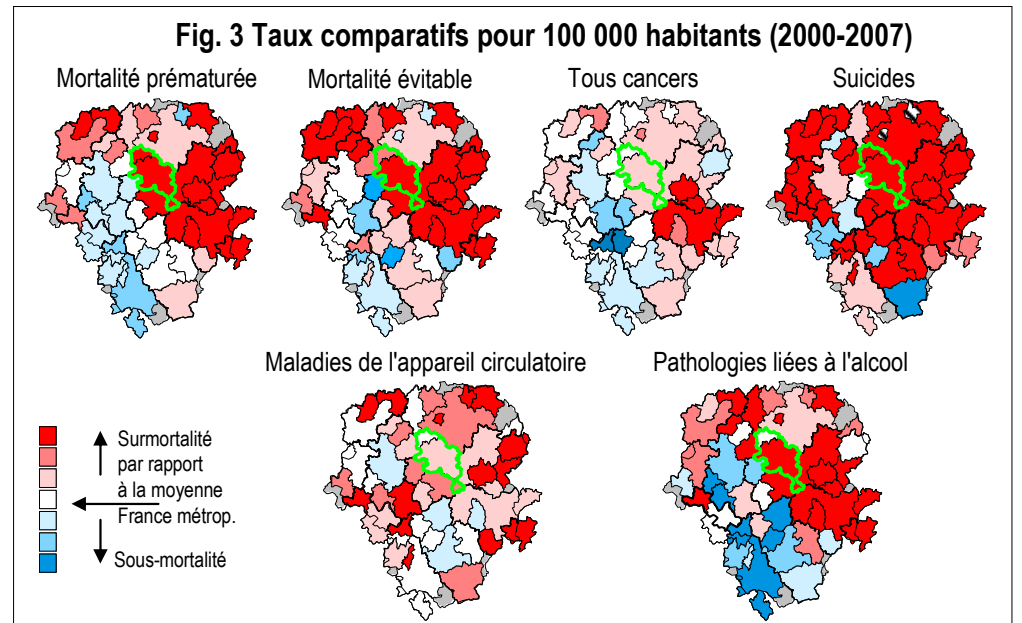 Fig. 3 Taux comparatifs pour 100 000 habitants (2000-2007)
Mortalité prématurée
Mortalité évitable
Tous cancers
Suicides
Maladies de l'appareil circulatoire
Pathologies liées à l'alcool
Surmortalité
par rapport
à la moyenne
France métrop.
Sous-mortalité